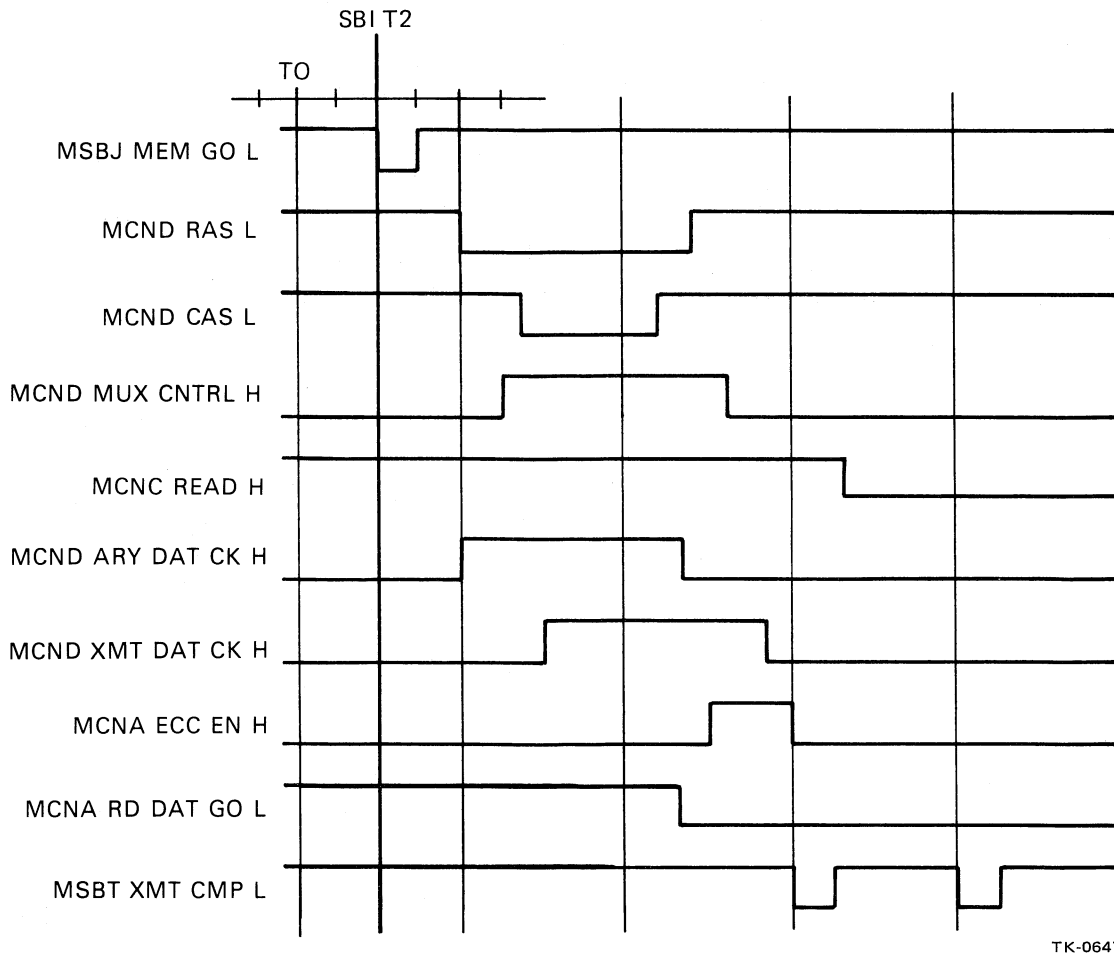 SBI T2
TO
MSBJ MEM GO L
MCND RAS L
MCND CAS L
MCND MUX CNTRL H
MCNC READ H
MCND ARY DAT CK H
MCND XMT DAT CK H
MCNA ECC EN H
MCNA RD DAT GO L
MSBT XMT CMP L